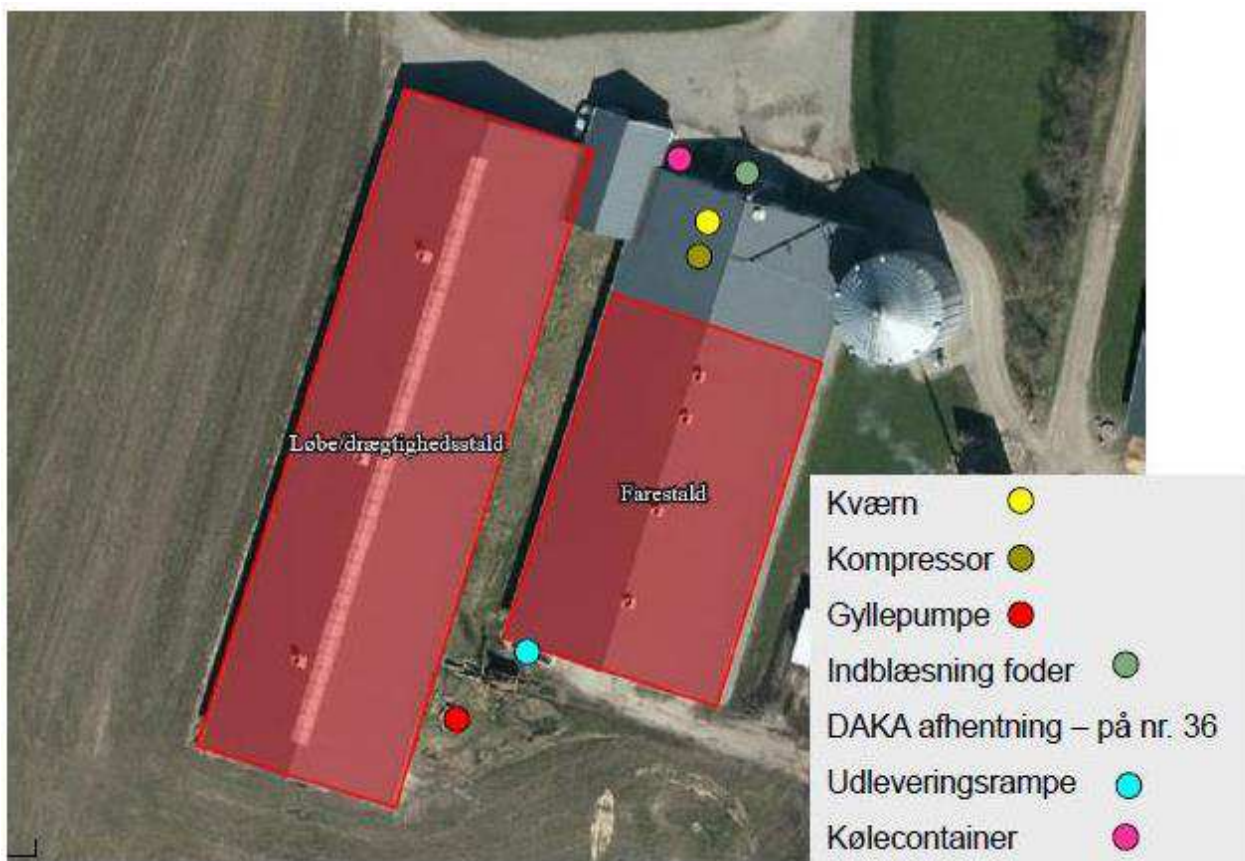 Løbe/drægtighedsstald
Farestald
Kværn
Kompressor
Gyllepumpe
Indblæsning foder
DAKA afhentning – på nr. 36
Udleveringsrampe
Kølecontainer